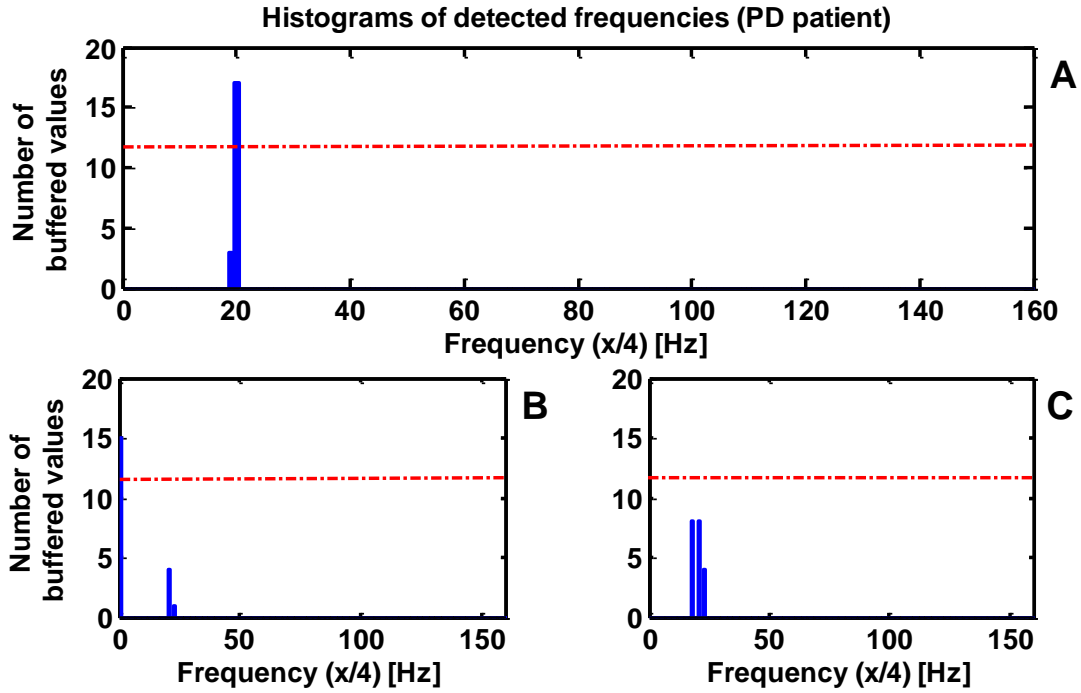 Histograms of detected frequencies (PD patient)
A
Number of
buffered values
20
15
10
5
0
0 20 40 60 80 100 120 140 160
Frequency (x/4) [Hz]
B
Number of
buffered values
20
15
10
5
0
0 50 100 150
Frequency (x/4) [Hz]
C
20
15
10
5
0
0 50 100 150
Frequency (x/4) [Hz]